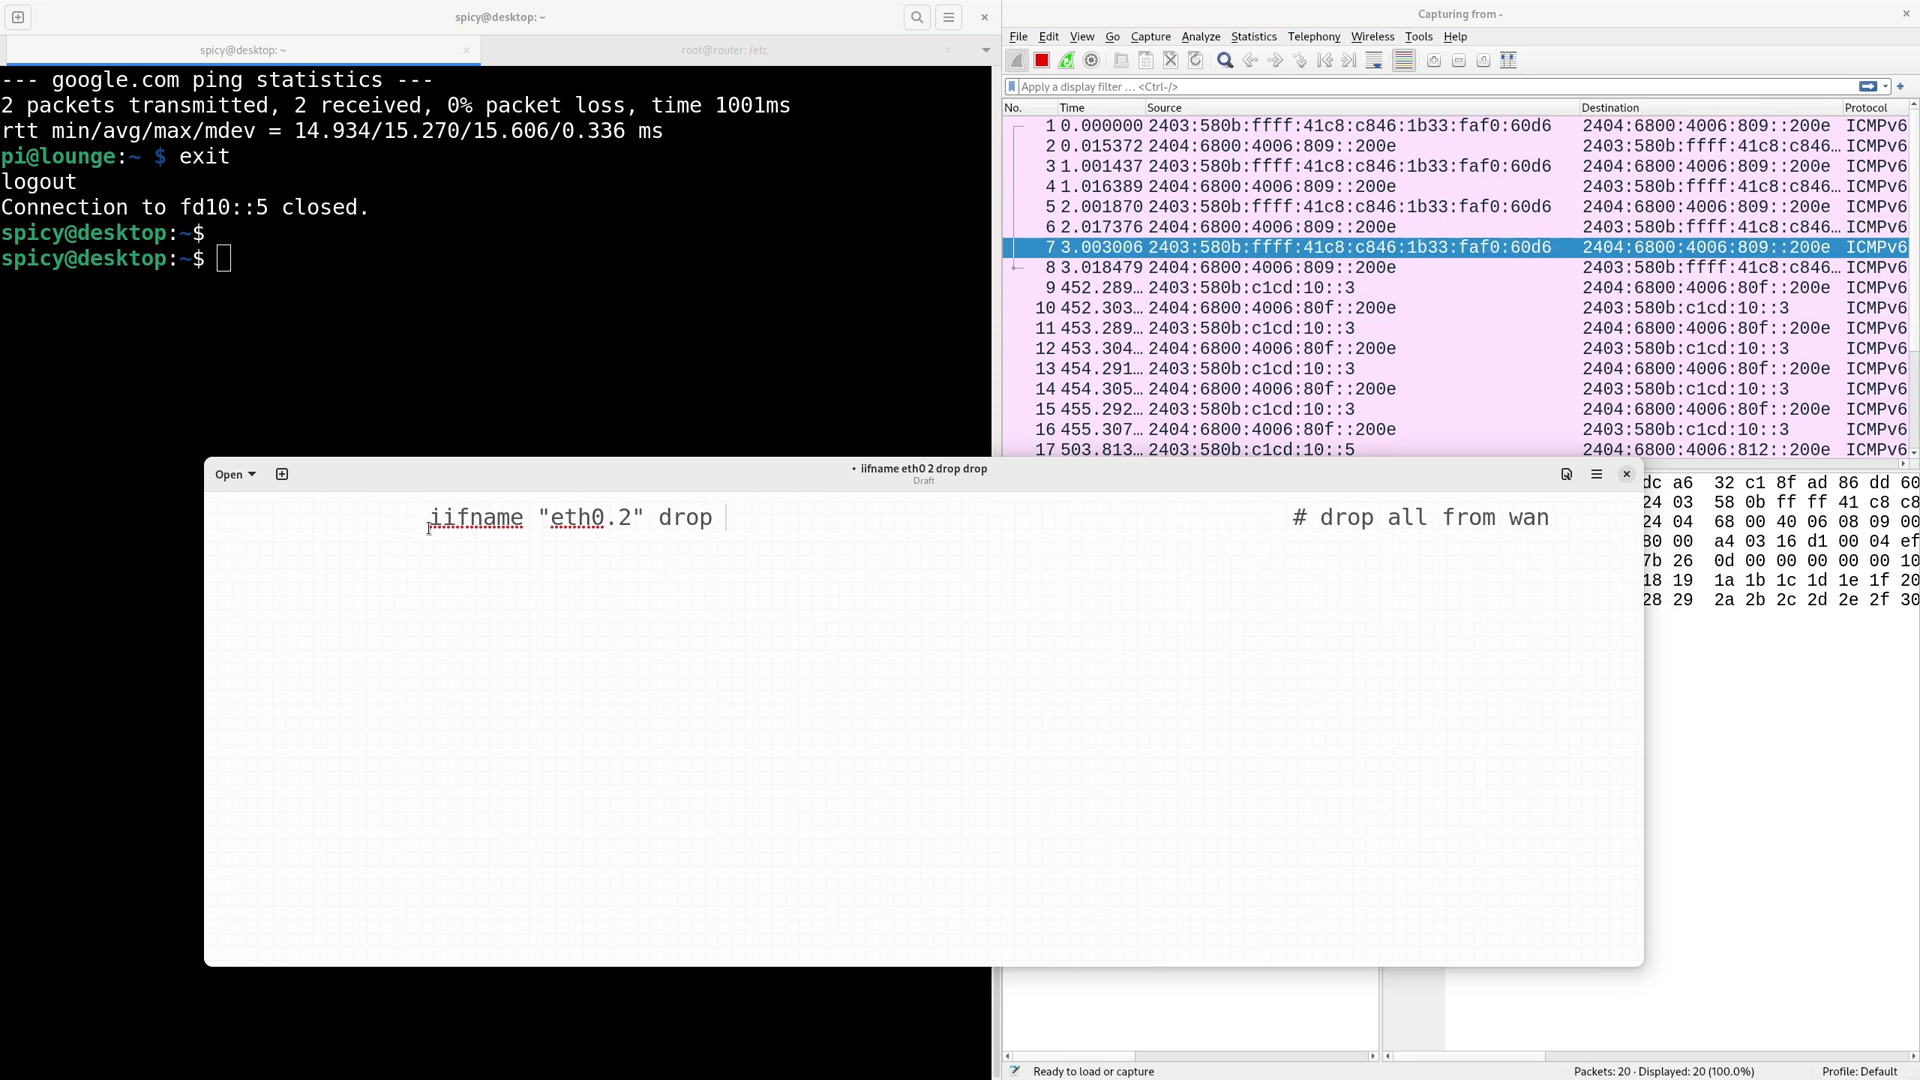 spicy@desktop: ~
spicy@desktop: ~
root@router: /etc
--- google.com ping statistics ---
2 packets transmitted, 2 received, 0% packet loss, time 1001ms
rtt min/avg/max/mdev = 14.934/15.270/15.606/0.336 ms
pi@lounge:~ $ exit
logout
Connection to fd10::5 closed.
spicy@desktop:~$
spicy@desktop:~$
Capturing from -
File Edit View Go Capture Analyze Statistics Telephony Wireless Tools Help
Apply a display filter … <Ctrl-/>
No. Time Source Destination Protocol
1 0.000000 2403:580b:ffff:41c8:c846:1b33:faf0:60d6 2404:6800:4006:809::200e ICMPv6
2 0.015372 2404:6800:4006:809::200e 2403:580b:ffff:41c8:c846… ICMPv6
3 1.001437 2403:580b:ffff:41c8:c846:1b33:faf0:60d6 2404:6800:4006:809::200e ICMPv6
4 1.016389 2404:6800:4006:809::200e 2403:580b:ffff:41c8:c846… ICMPv6
5 2.001870 2403:580b:ffff:41c8:c846:1b33:faf0:60d6 2404:6800:4006:809::200e ICMPv6
6 2.017376 2404:6800:4006:809::200e 2403:580b:ffff:41c8:c846… ICMPv6
7 3.003006 2403:580b:ffff:41c8:c846:1b33:faf0:60d6 2404:6800:4006:809::200e ICMPv6
8 3.018479 2404:6800:4006:809::200e 2403:580b:ffff:41c8:c846… ICMPv6
9 452.289… 2403:580b:c1cd:10::3 2404:6800:4006:80f::200e ICMPv6
10 452.303… 2404:6800:4006:80f::200e 2403:580b:c1cd:10::3 ICMPv6
11 453.289… 2403:580b:c1cd:10::3 2404:6800:4006:80f::200e ICMPv6
12 453.304… 2404:6800:4006:80f::200e 2403:580b:c1cd:10::3 ICMPv6
13 454.291… 2403:580b:c1cd:10::3 2404:6800:4006:80f::200e ICMPv6
14 454.305… 2404:6800:4006:80f::200e 2403:580b:c1cd:10::3 ICMPv6
15 455.292… 2403:580b:c1cd:10::3 2404:6800:4006:80f::200e ICMPv6
16 455.307… 2404:6800:4006:80f::200e 2403:580b:c1cd:10::3 ICMPv6
17 503.813… 2403:580b:c1cd:10::5 2404:6800:4006:812::200e ICMPv6
Open
• iifname eth0 2 drop drop
Draft
iifname "eth0.2" drop # drop all from wan
dc a6 32 c1 8f ad 86 dd 60
24 03 58 0b ff ff 41 c8 c8
24 04 68 00 40 06 08 09 00
80 00 a4 03 16 d1 00 04 ef
7b 26 0d 00 00 00 00 00 10
18 19 1a 1b 1c 1d 1e 1f 20
28 29 2a 2b 2c 2d 2e 2f 30
Ready to load or capture
Packets: 20 · Displayed: 20 (100.0%)
Profile: Default